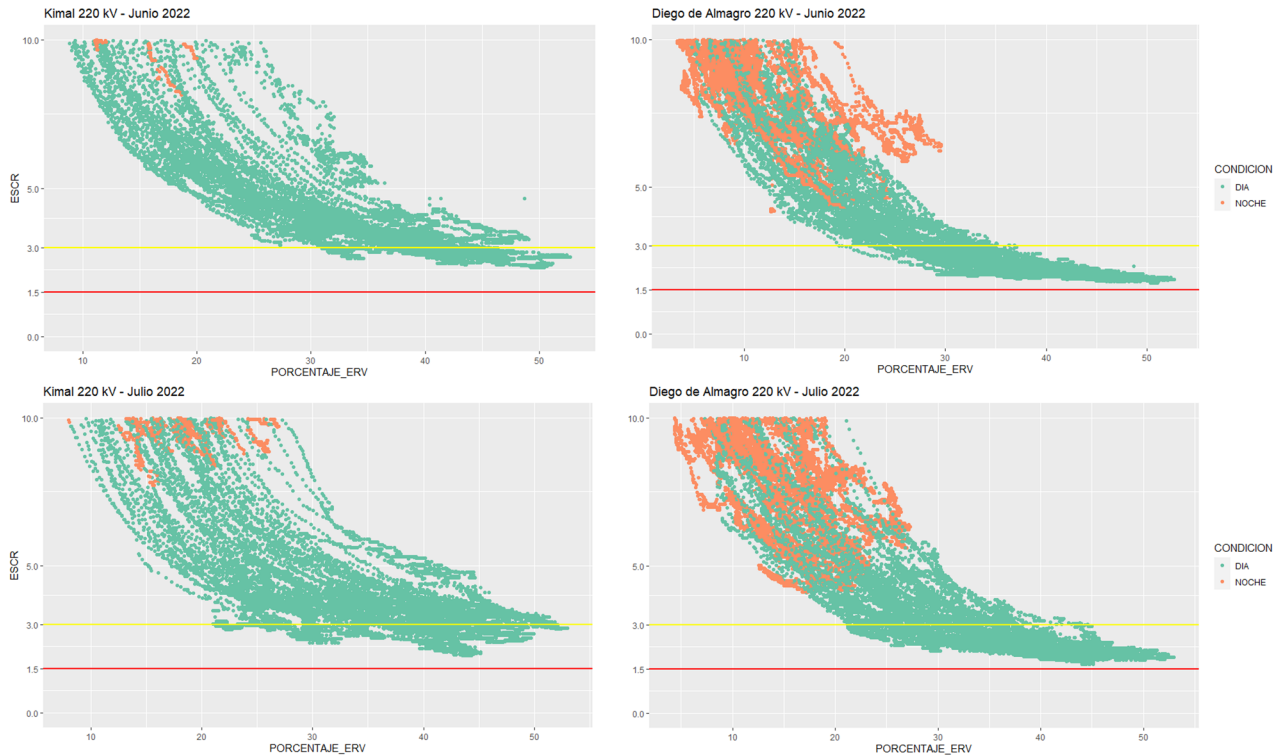 Kimal 220 kV - Junio 2022
ESCR
10.0
5.0
3.0
1.5
0.0
10 20 30 40 50
PORCENTAJE_ERV
Diego de Almagro 220 kV - Junio 2022
10.0
5.0
3.0
1.5
0.0
10 20 30 40 50
PORCENTAJE_ERV
CONDICION
DIA
NOCHE
Kimal 220 kV - Julio 2022
ESCR
10.0
5.0
3.0
1.5
0.0
10 20 30 40 50
PORCENTAJE_ERV
Diego de Almagro 220 kV - Julio 2022
10.0
5.0
3.0
1.5
0.0
10 20 30 40 50
PORCENTAJE_ERV
CONDICION
DIA
NOCHE